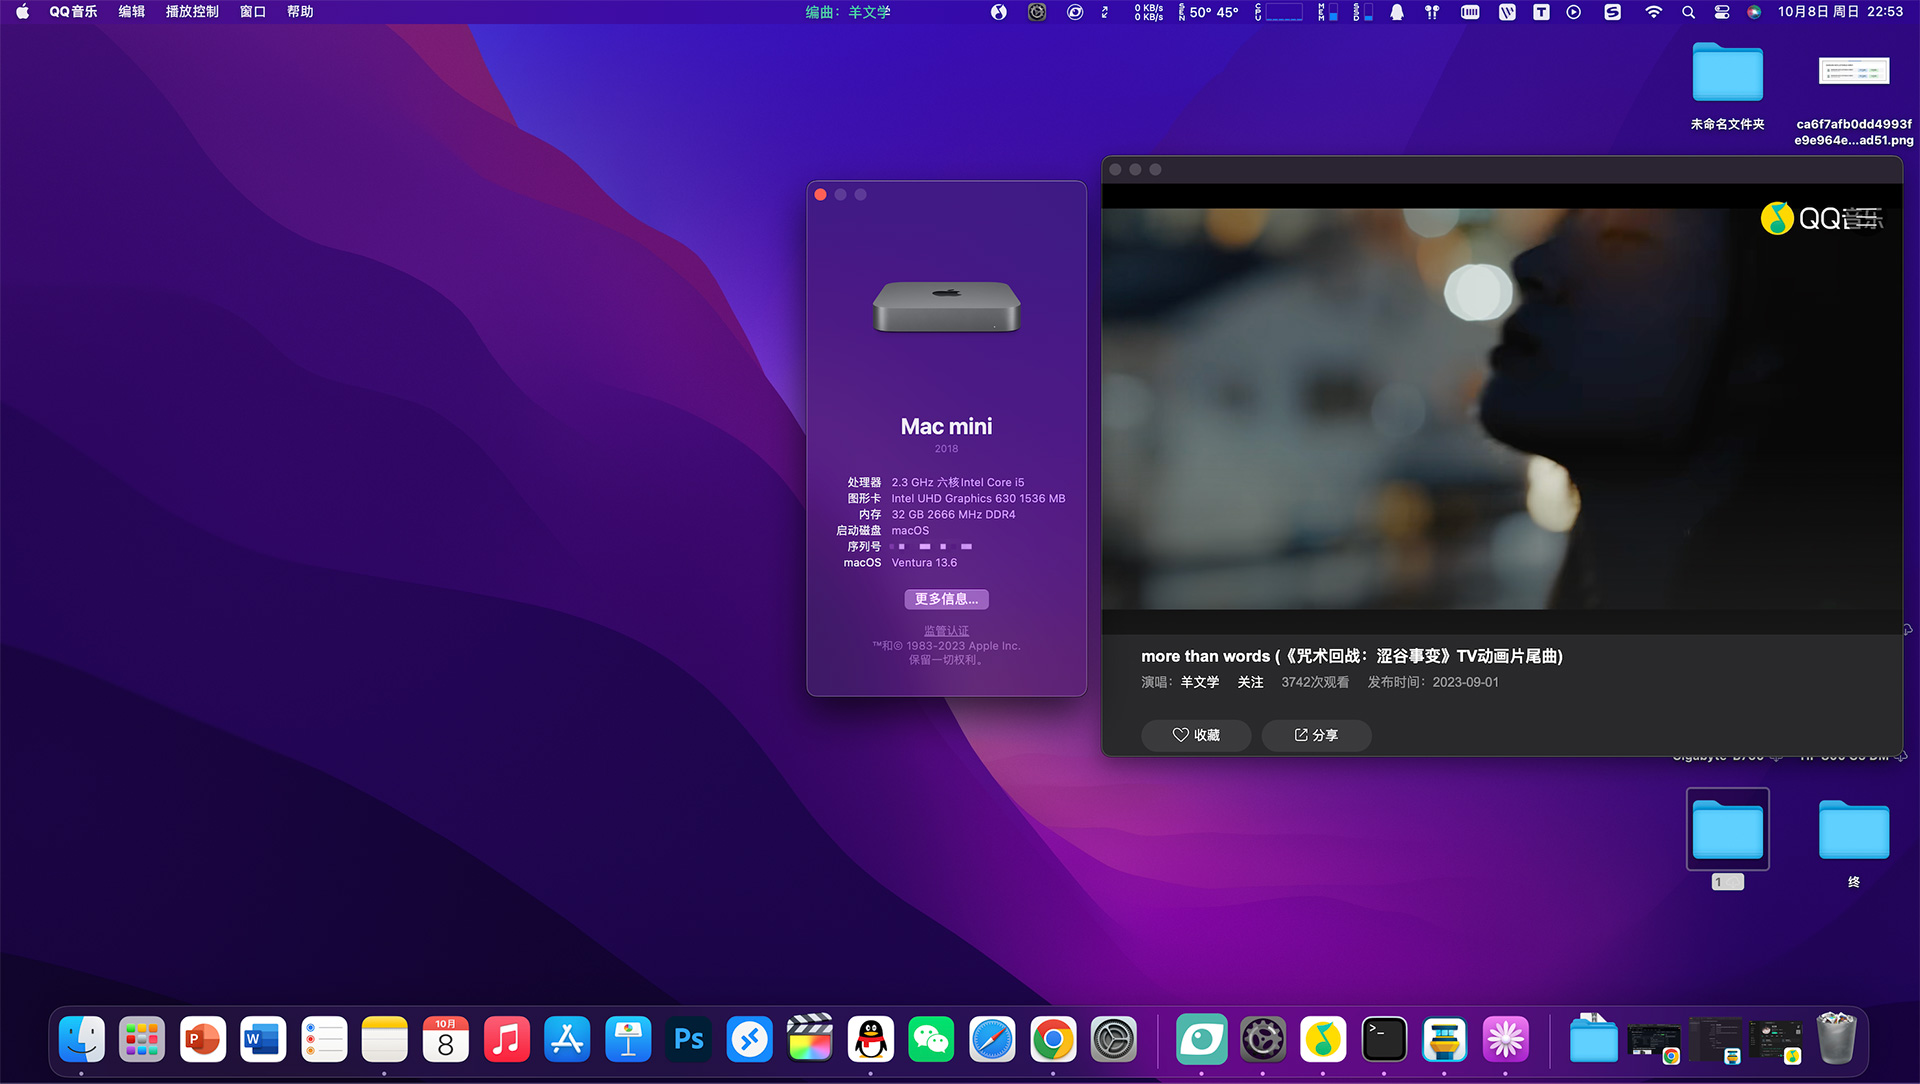 QQ音乐 编辑 播放控制 窗口 帮助
编曲：羊文学
0 KB/s
0 KB/s
SEN 50° 45°
CPU
MEM
SSD
10月8日 周日 22:53
未命名文件夹
ca6f7afb0dd4993f
e9e964e...ad51.png
QQ音乐
Mac mini
2018
处理器 2.3 GHz 六核Intel Core i5
图形卡 Intel UHD Graphics 630 1536 MB
内存 32 GB 2666 MHz DDR4
启动磁盘 macOS
序列号
macOS Ventura 13.6
更多信息...
监管认证
™和© 1983-2023 Apple Inc.
保留一切权利。
more than words (《咒术回战：涩谷事变》TV动画片尾曲)
演唱：羊文学 关注 3742次观看 发布时间：2023-09-01
收藏
分享
1
终
10月
8
Ps